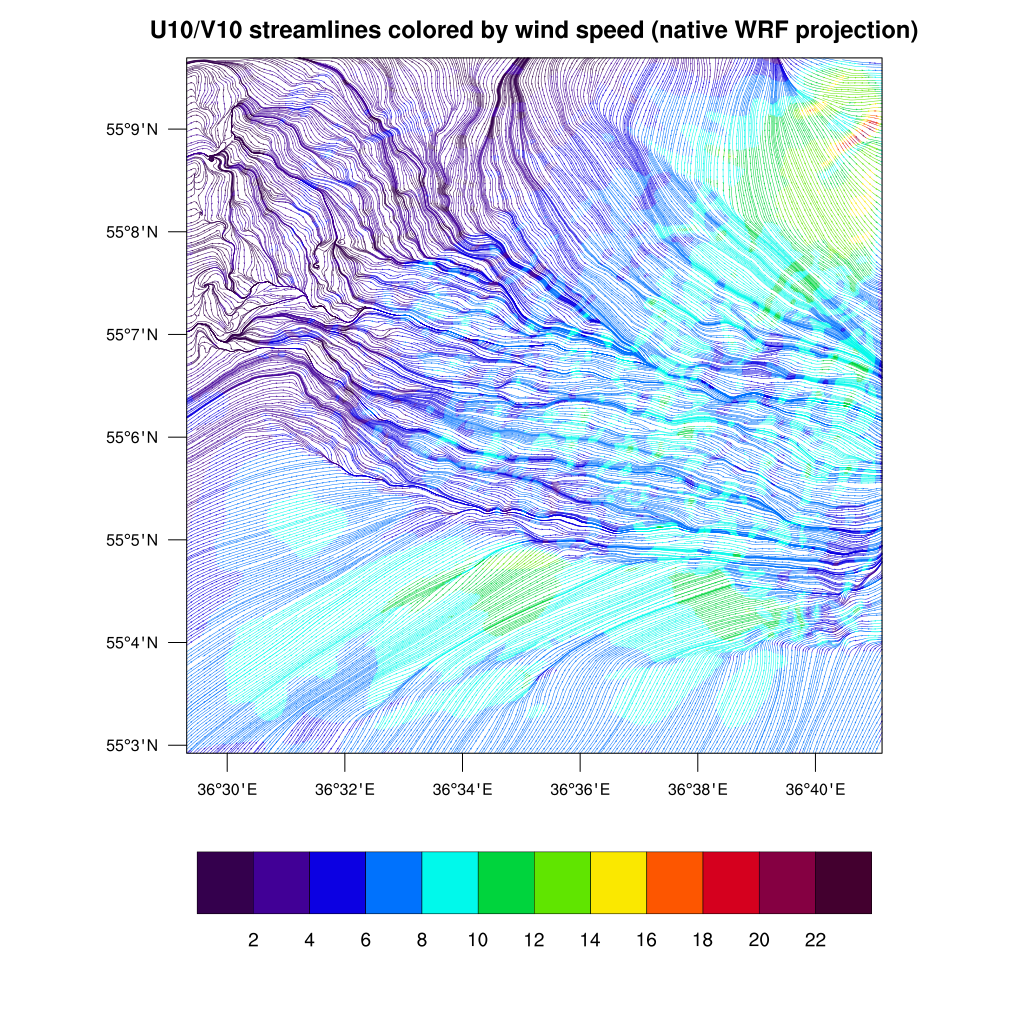 U10/V10 streamlines colored by wind speed (native WRF projection)
55°9'N
55°8'N
55°7'N
55°6'N
55°5'N
55°4'N
55°3'N
36°30'E 36°32'E 36°34'E 36°36'E 36°38'E 36°40'E
2 4 6 8 10 12 14 16 18 20 22